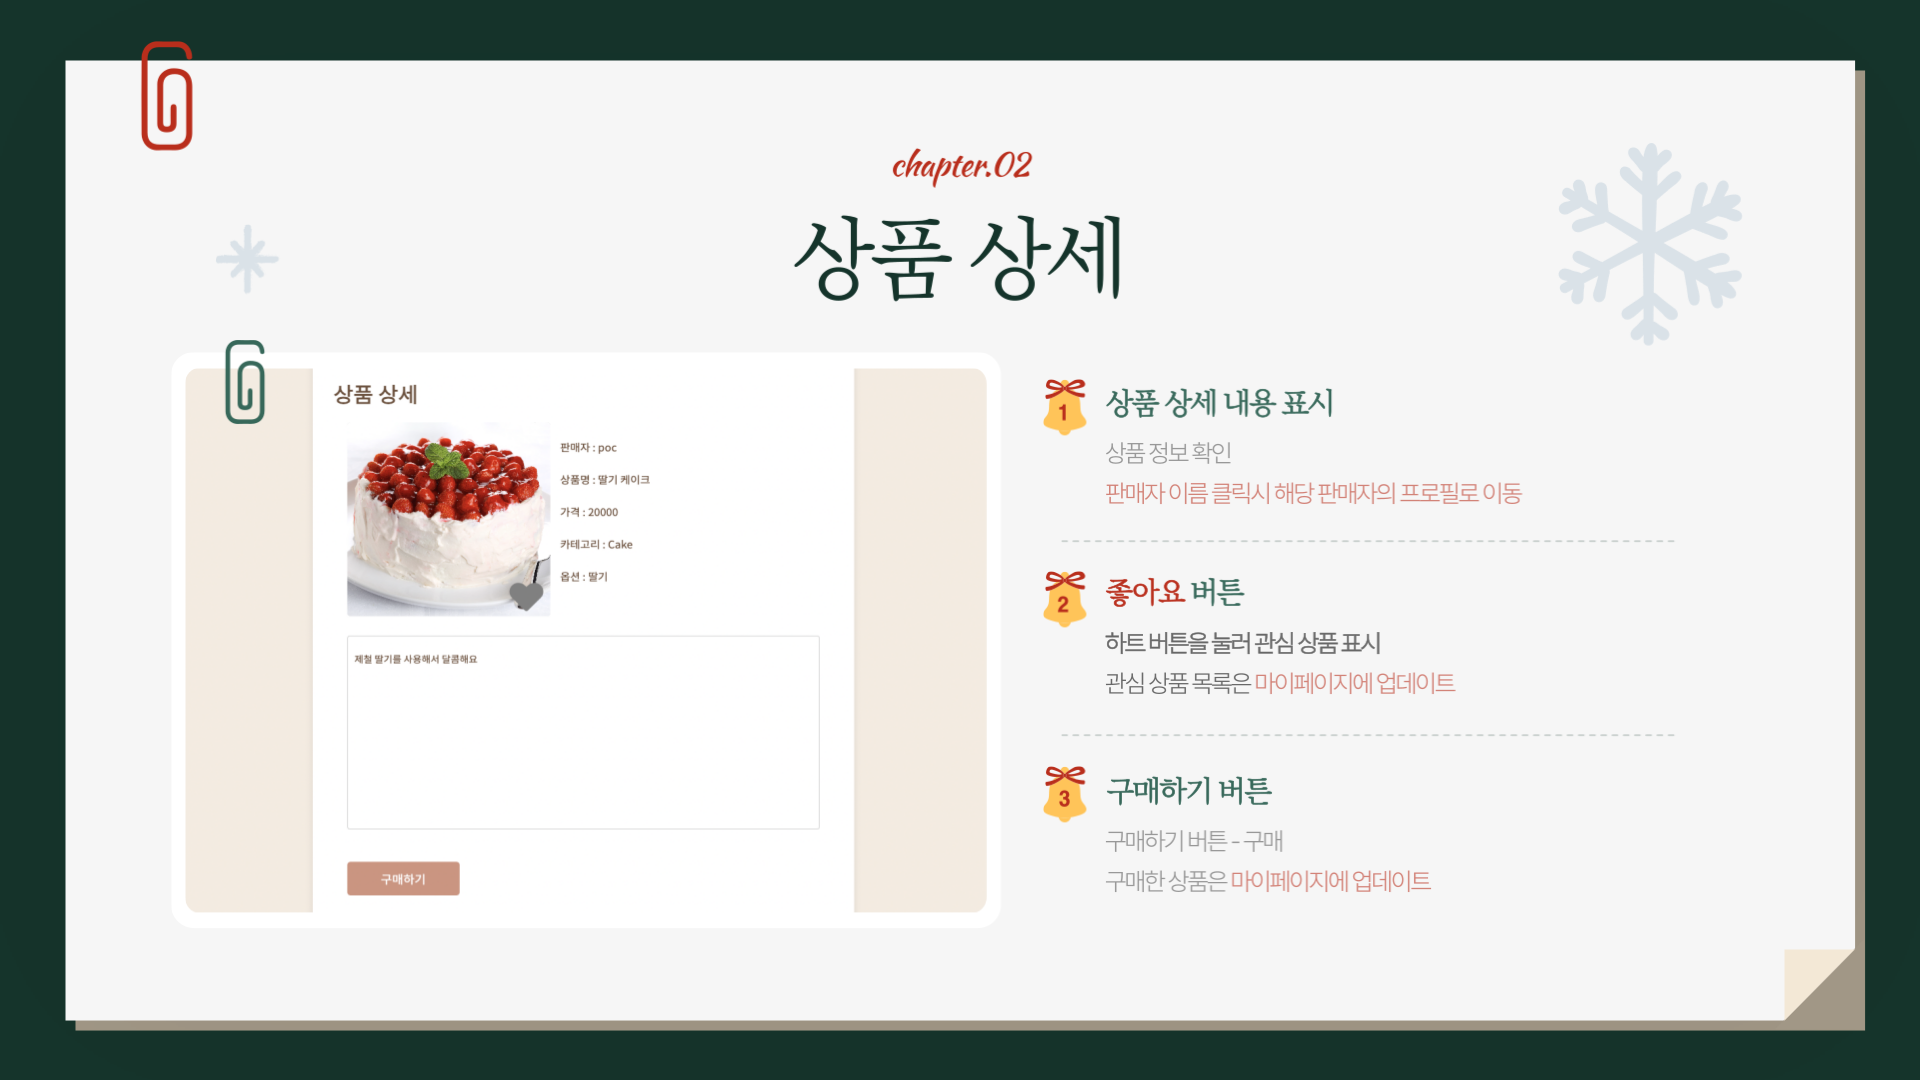 chapter.02
상품 상세
상품 상세
판매자 : poc
상품명 : 딸기 케이크
가격 : 20000
카테고리 : Cake
옵션 : 딸기
제철 딸기를 사용해서 달콤해요
구매하기
1
상품 상세 내용 표시
상품 정보 확인
판매자 이름 클릭시 해당 판매자의 프로필로 이동
2
좋아요 버튼
하트 버튼을 눌러 관심 상품 표시
관심 상품 목록은 마이페이지에 업데이트
3
구매하기 버튼
구매하기 버튼 - 구매
구매한 상품은 마이페이지에 업데이트